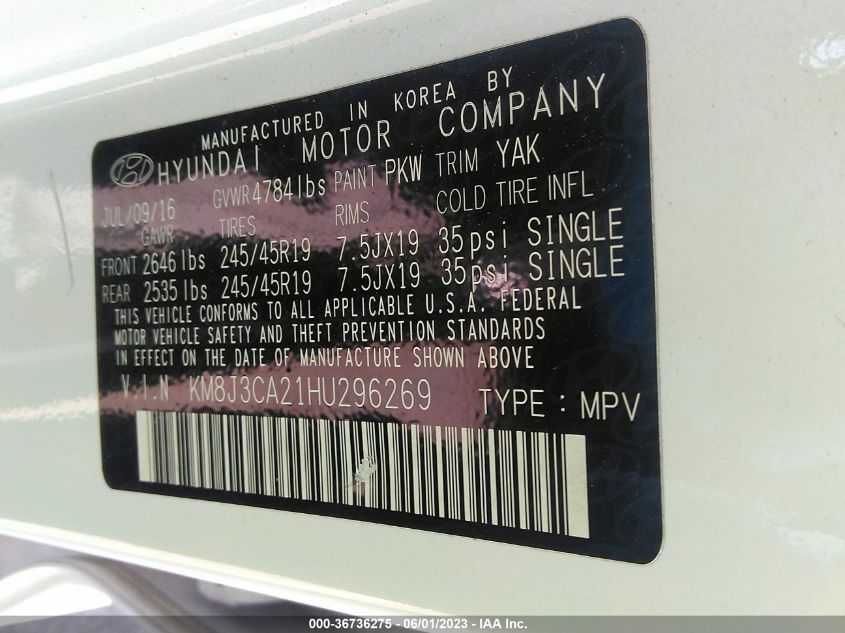 MANUFACTURED IN KOREA BY
HYUNDAI MOTOR COMPANY
JUL/09/16 GVWR 4784 lbs PAINT PKW TRIM YAK
GAWR TIRES RIMS COLD TIRE INFL
FRONT 2646 lbs 245/45R19 7.5JX19 35psi SINGLE
REAR 2535 lbs 245/45R19 7.5JX19 35psi SINGLE
THIS VEHICLE CONFORMS TO ALL APPLICABLE U.S.A. FEDERAL
MOTOR VEHICLE SAFETY AND THEFT PREVENTION STANDARDS
IN EFFECT ON THE DATE OF MANUFACTURE SHOWN ABOVE
V.I.N KM8J3CA21HU296269 TYPE : MPV
000-36736275 - 06/01/2023 - IAA Inc.